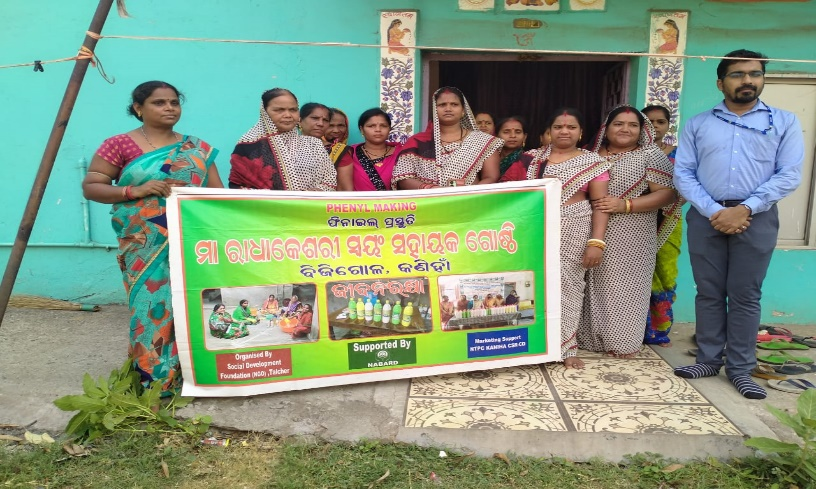 PHENYL MAKING
ଫିନାଇଲ୍ ପ୍ରସ୍ତୁତି
ମା ରାଧାକେଶରୀ ସ୍ୱୟଂ ସହାୟକ ଗୋଷ୍ଠି
ବିଜିଗୋଳ, କଣିହାଁ
Organised By
Social Development
Foundation (NGO) ,Talcher
Supported By
NABARD
Marketing Support
NTPC KANIHA CSR-CD